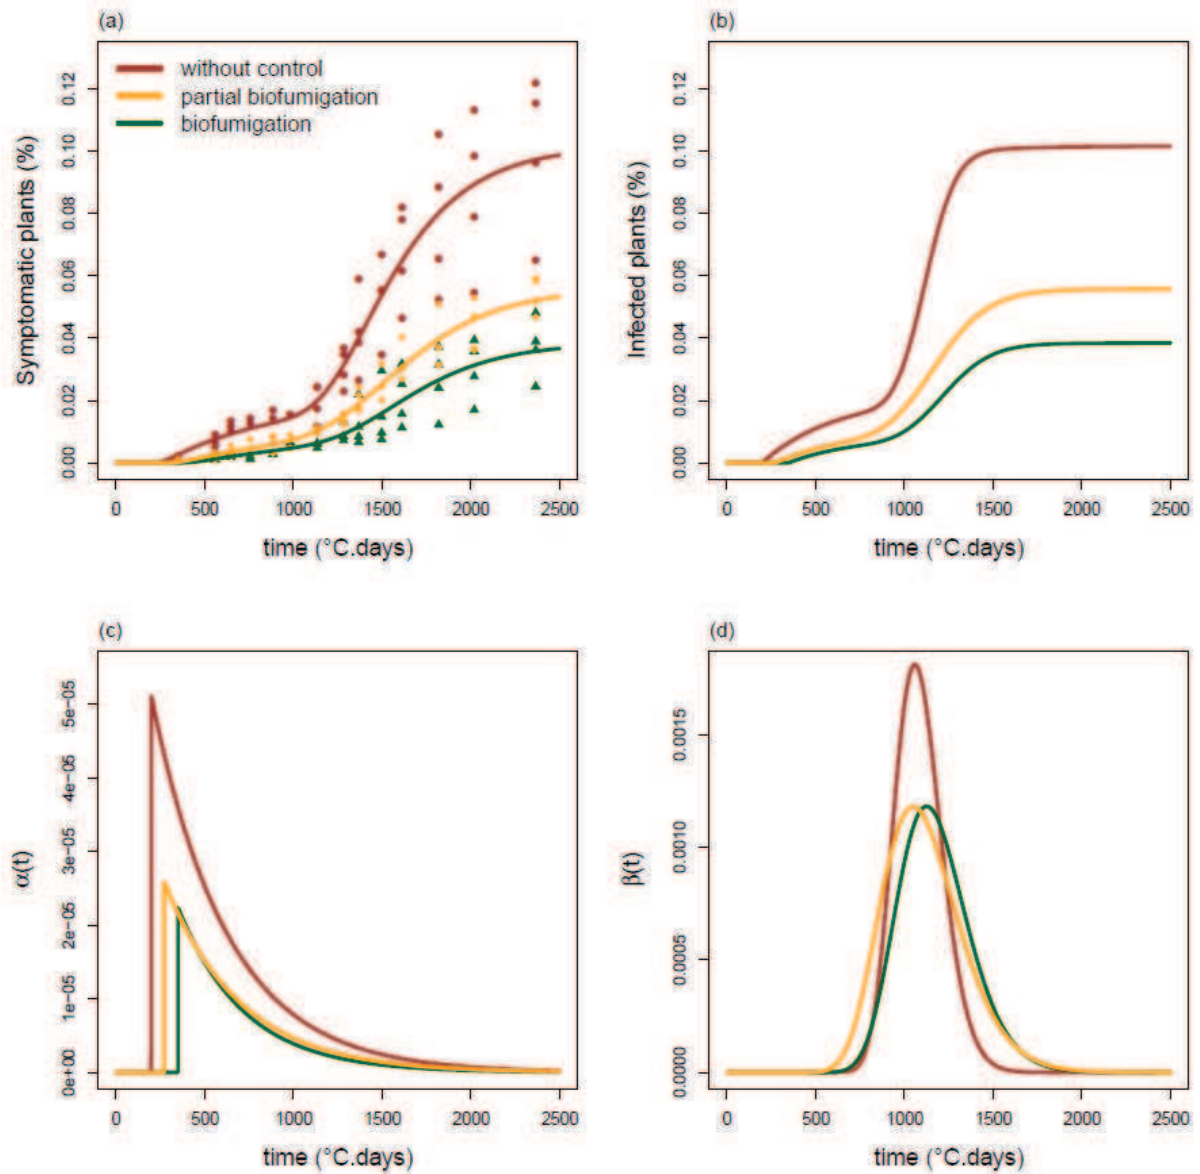 (a)
without control
partial biofumigation
biofumigation
Symptomatic plants (%)
0.00 0.02 0.04 0.06 0.08 0.10 0.12
0 500 1000 1500 2000 2500
time (°C.days)
(b)
Infected plants (%)
0.00 0.02 0.04 0.06 0.08 0.10 0.12
0 500 1000 1500 2000 2500
time (°C.days)
(c)
α(t)
0e+00 1e−05 2e−05 3e−05 4e−05 5e−05
0 500 1000 1500 2000 2500
time (°C.days)
(d)
β(t)
0.0000 0.0005 0.0010 0.0015
0 500 1000 1500 2000 2500
time (°C.days)